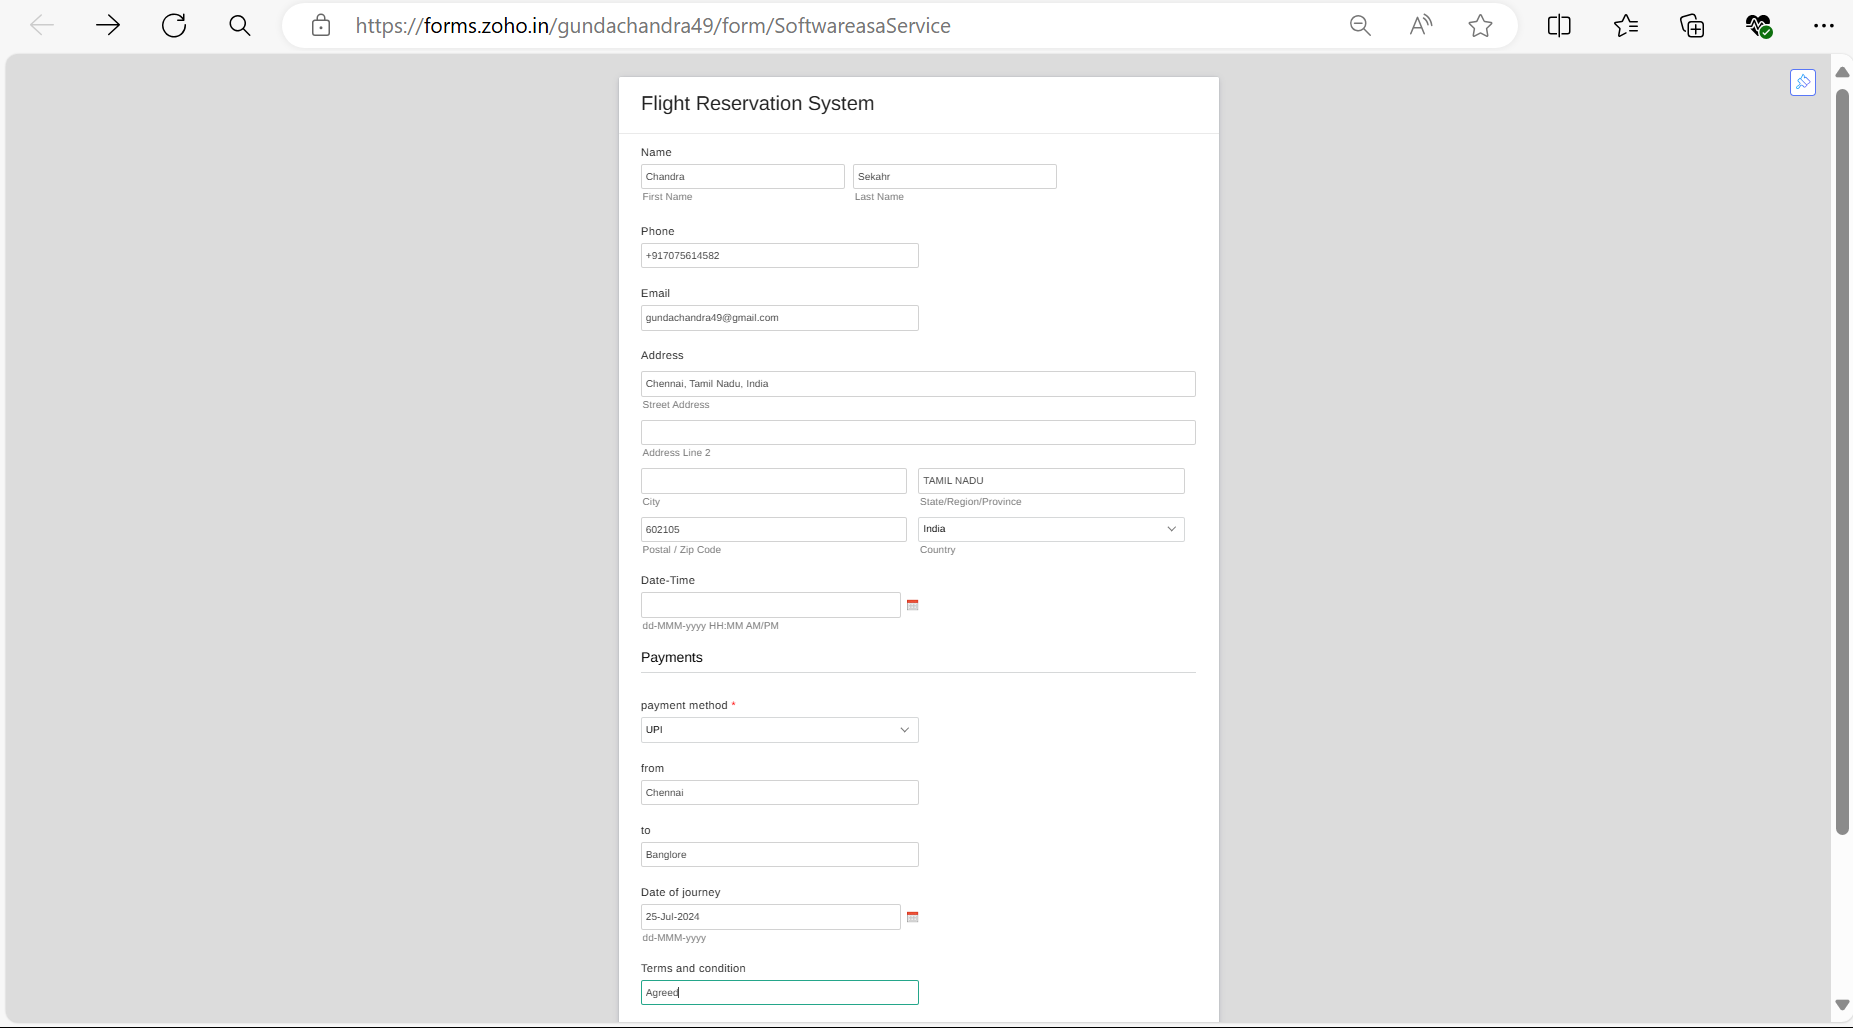 https://forms.zoho.in/gundachandra49/form/SoftwareasaService
Flight Reservation System
Name
Chandra Sekahr
First Name Last Name
Phone
+917075614582
Email
gundachandra49@gmail.com
Address
Chennai, Tamil Nadu, India
Street Address
Address Line 2
TAMIL NADU
City State/Region/Province
602105 India
Postal / Zip Code Country
Date-Time
dd-MMM-yyyy HH:MM AM/PM
Payments
payment method *
UPI
from
Chennai
to
Banglore
Date of journey
25-Jul-2024
dd-MMM-yyyy
Terms and condition
Agreed